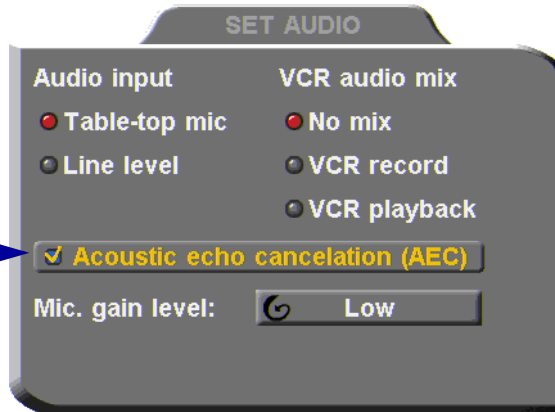 SET AUDIO
Audio input
VCR audio mix
Table-top mic
No mix
Line level
VCR record
VCR playback
Acoustic echo cancelation (AEC)
Mic. gain level:
Low